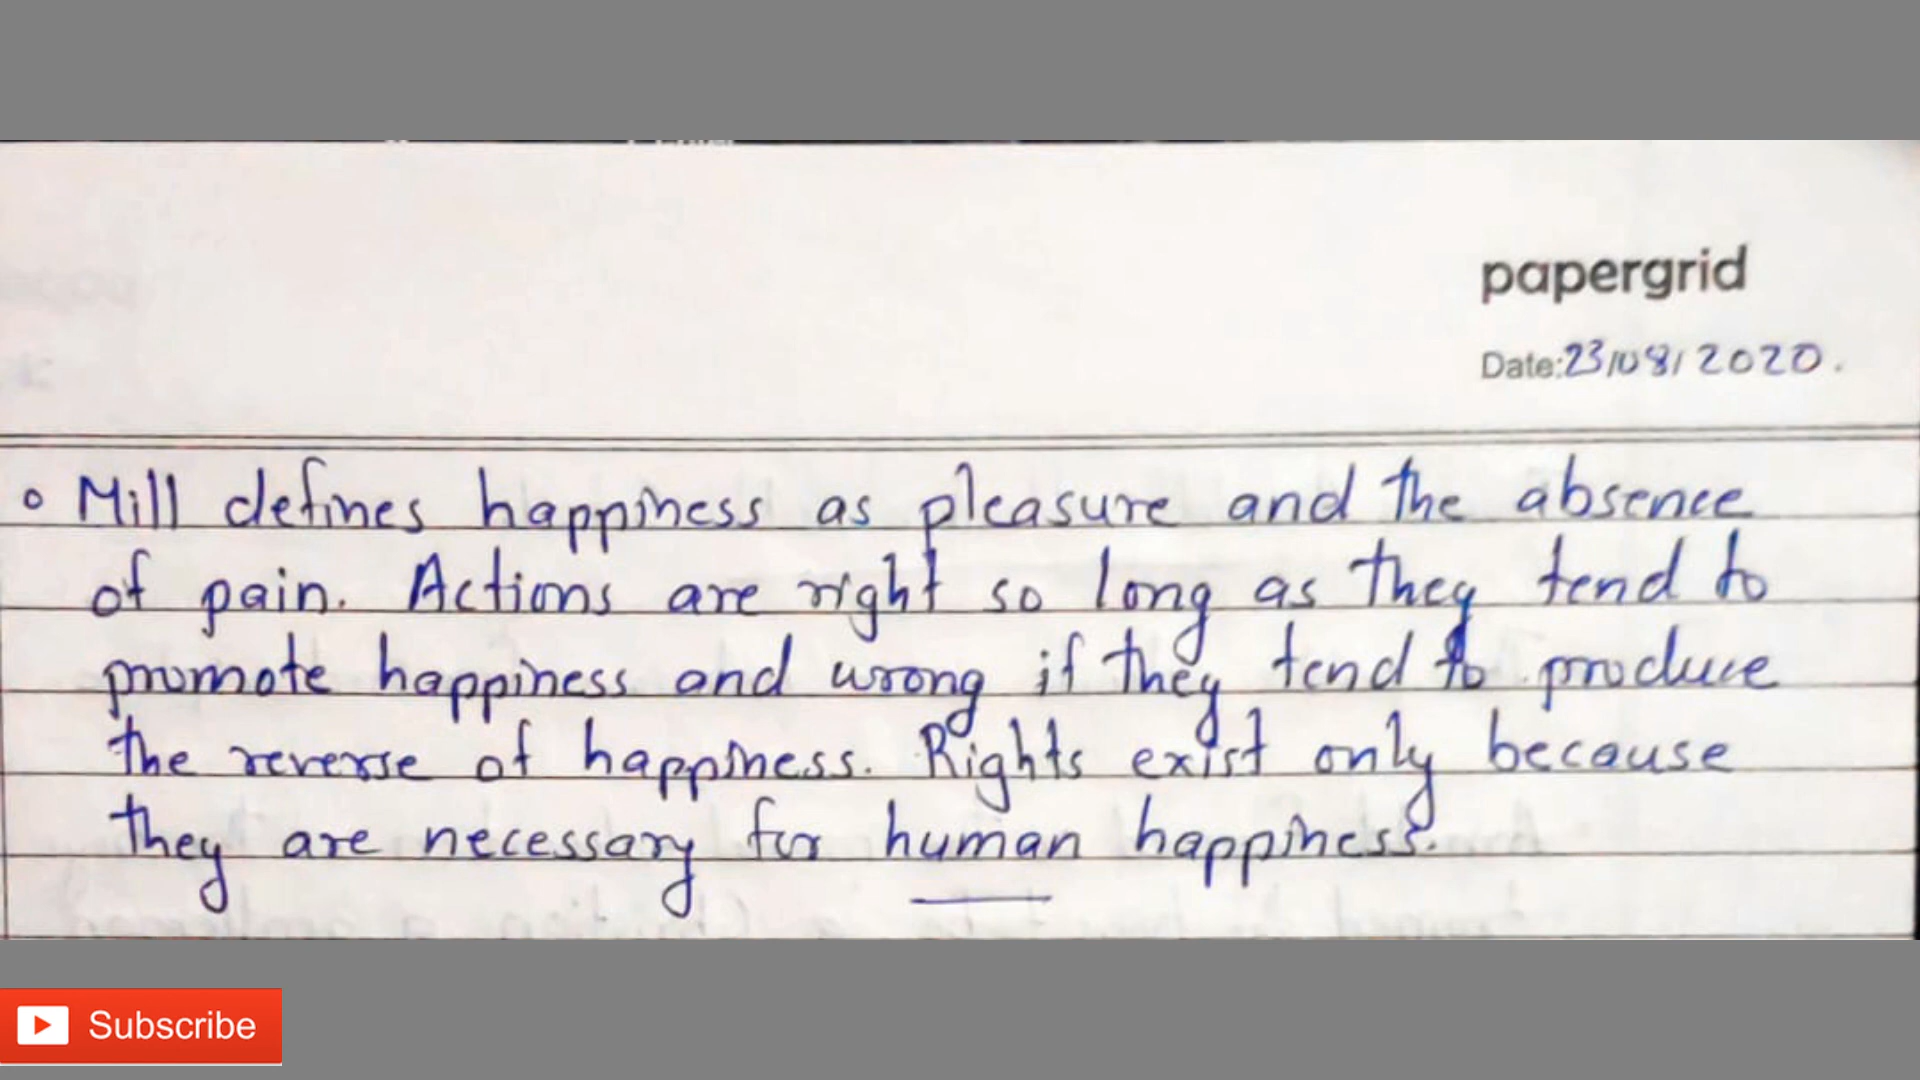 papergrid
Date:23/08/2020.
• Mill defines happiness as pleasure and the absence
of pain. Actions are right so long as they tend to
promote happiness and wrong if they tend to produce
the reverse of happiness. Rights exist only because
they are necessary for human happiness.
Subscribe